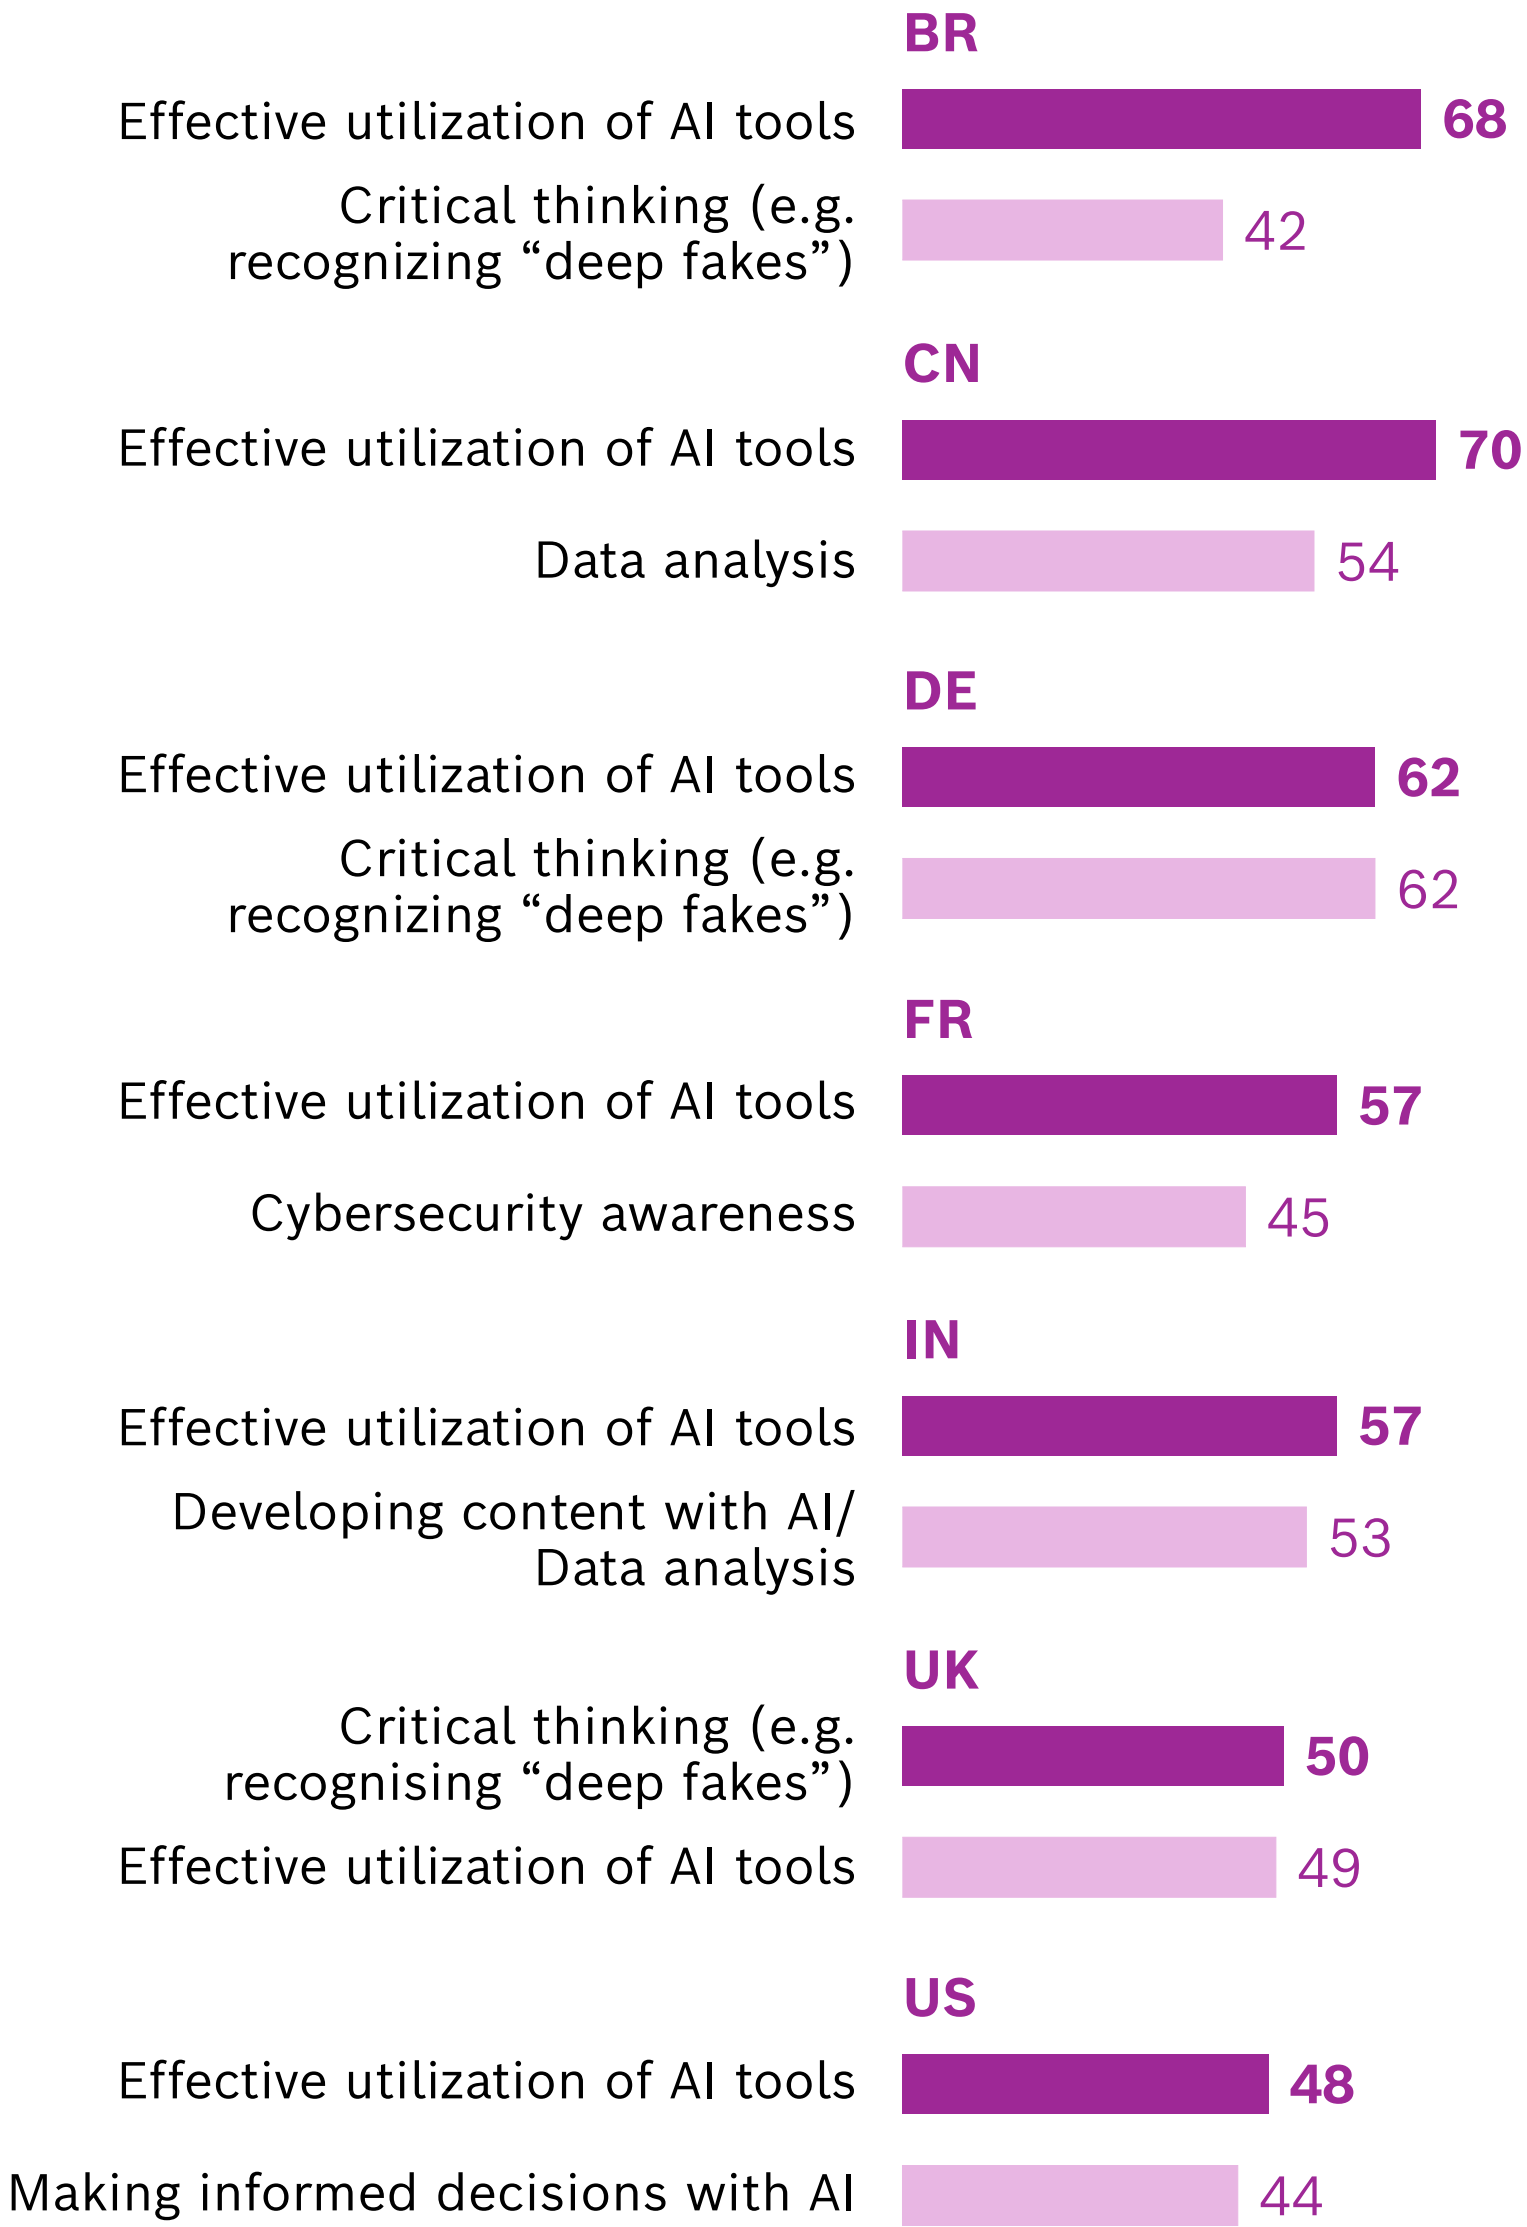 BR
Effective utilization of AI tools 68
Critical thinking (e.g.
recognizing “deep fakes”) 42
CN
Effective utilization of AI tools 70
Data analysis 54
DE
Effective utilization of AI tools 62
Critical thinking (e.g.
recognizing “deep fakes”) 62
FR
Effective utilization of AI tools 57
Cybersecurity awareness 45
IN
Effective utilization of AI tools 57
Developing content with AI/
Data analysis 53
UK
Critical thinking (e.g.
recognising “deep fakes”) 50
Effective utilization of AI tools 49
US
Effective utilization of AI tools 48
Making informed decisions with AI 44